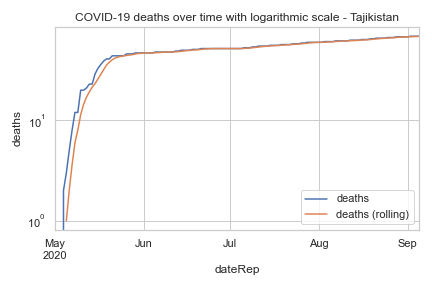 COVID-19 deaths over time with logarithmic scale - Tajikistan
deaths
10¹
10⁰
deaths
deaths (rolling)
May
2020
Jun
Jul
Aug
Sep
dateRep